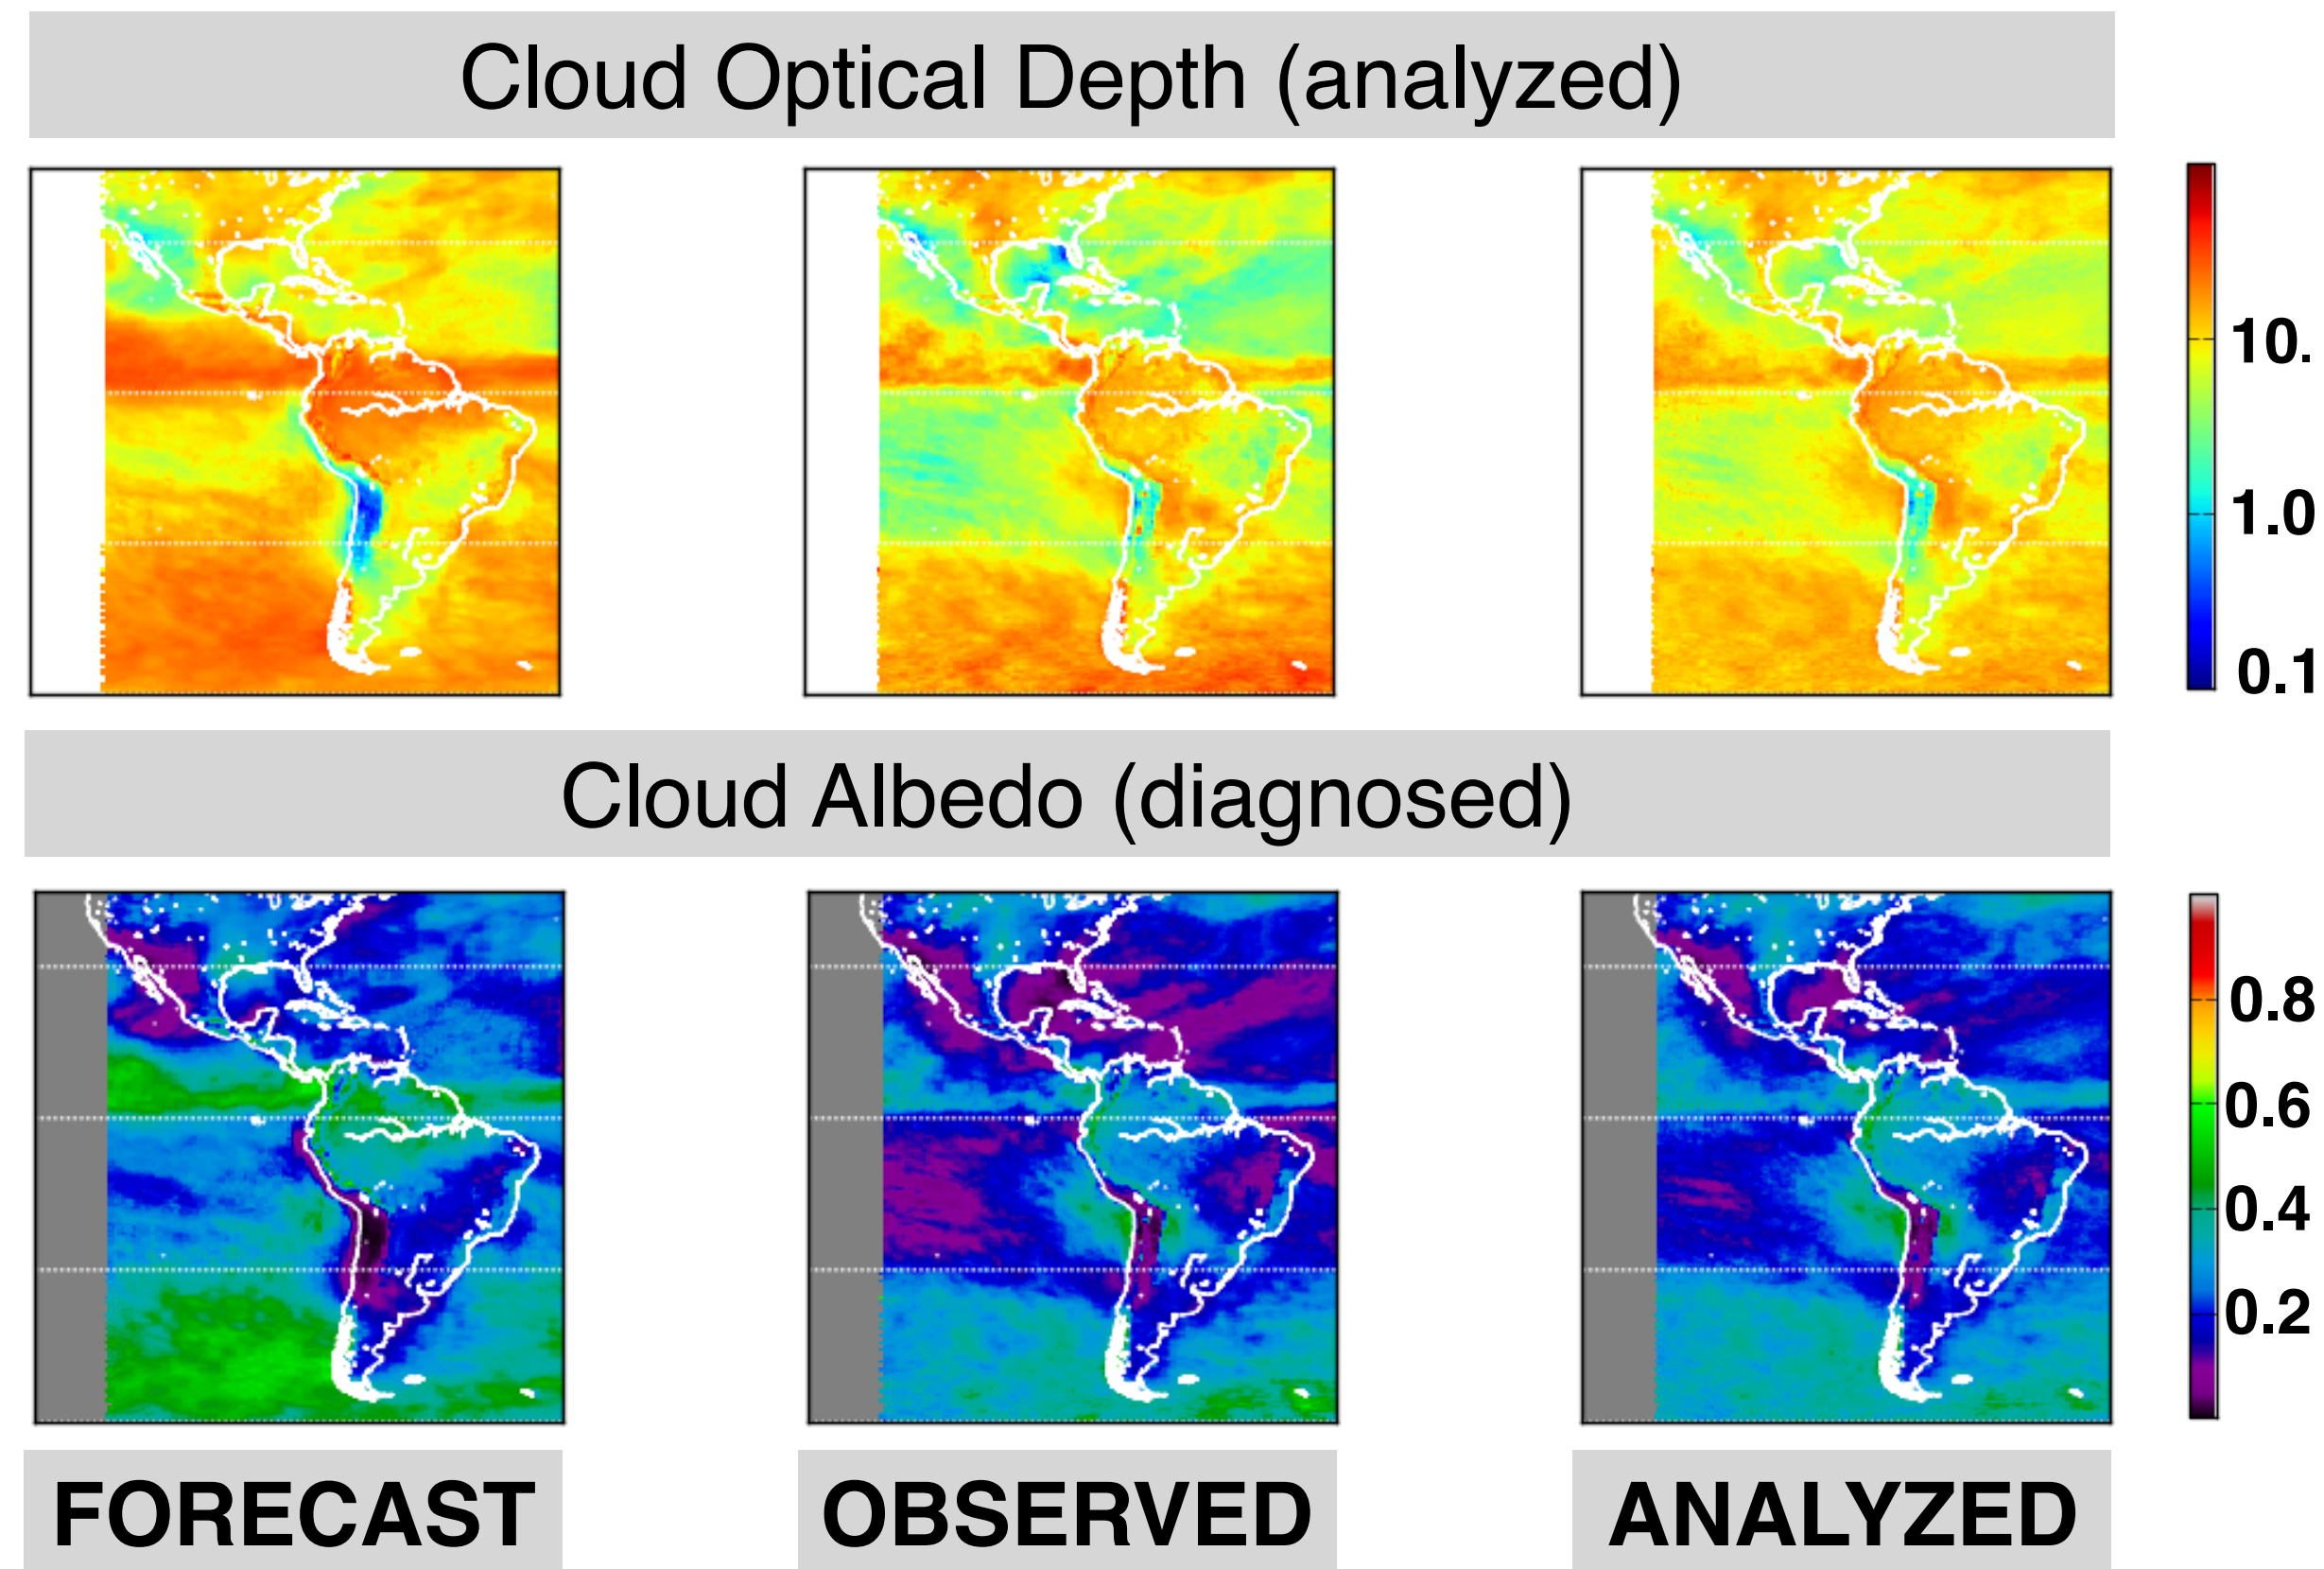 Cloud Optical Depth (analyzed)
10.
1.0
0.1
Cloud Albedo (diagnosed)
0.8
0.6
0.4
0.2
FORECAST
OBSERVED
ANALYZED